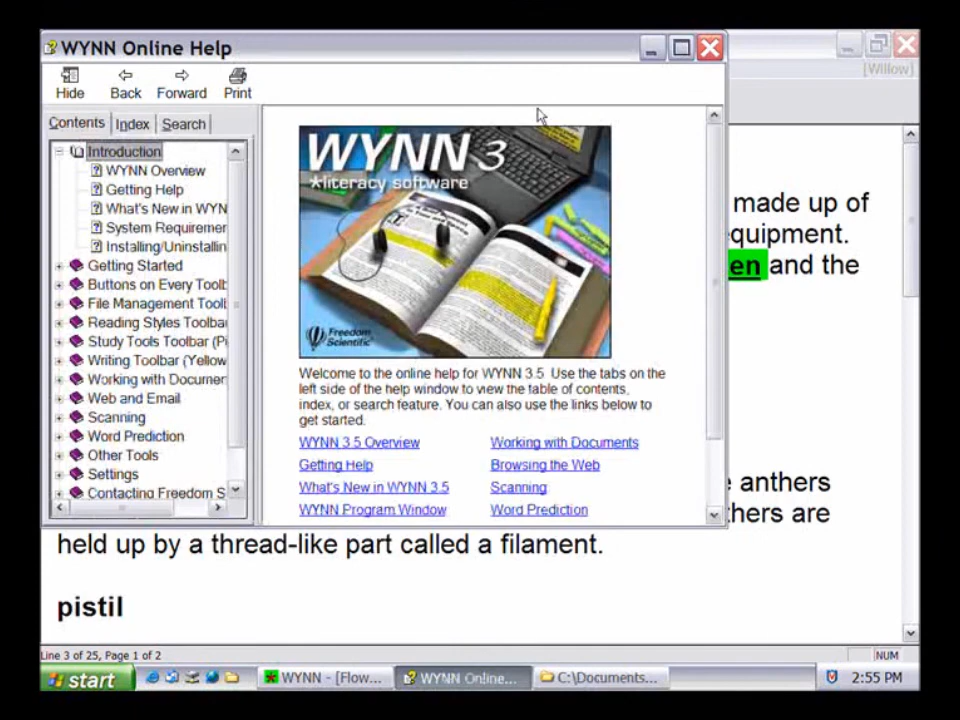 WYNN Online Help
[Willow]
Hide Back Forward Print
Contents Index Search
Introduction
WYNN Overview
Getting Help
What's New in WYN
System Requiremer
Installing/Uninstallin
Getting Started
Buttons on Every Toolb
File Management Tool
Reading Styles Toolbar
Study Tools Toolbar (Pi
Writing Toolbar (Yellow
Working with Documen
Web and Email
Scanning
Word Prediction
Other Tools
Settings
Contacting Freedom S
WYNN 3
*literacy software
Freedom
Scientific
Welcome to the online help for WYNN 3.5 Use the tabs on the
left side of the help window to view the table of contents,
index, or search feature. You can also use the links below to
get started.
WYNN 3.5 Overview Working with Documents
Getting Help Browsing the Web
What's New in WYNN 3.5 Scanning
WYNN Program Window Word Prediction
made up of
quipment.
en and the
anthers
thers are
held up by a thread-like part called a filament.
pistil
Line 3 of 25, Page 1 of 2 NUM
start WYNN - [Flow... WYNN Online... C:\Documents... 2:55 PM